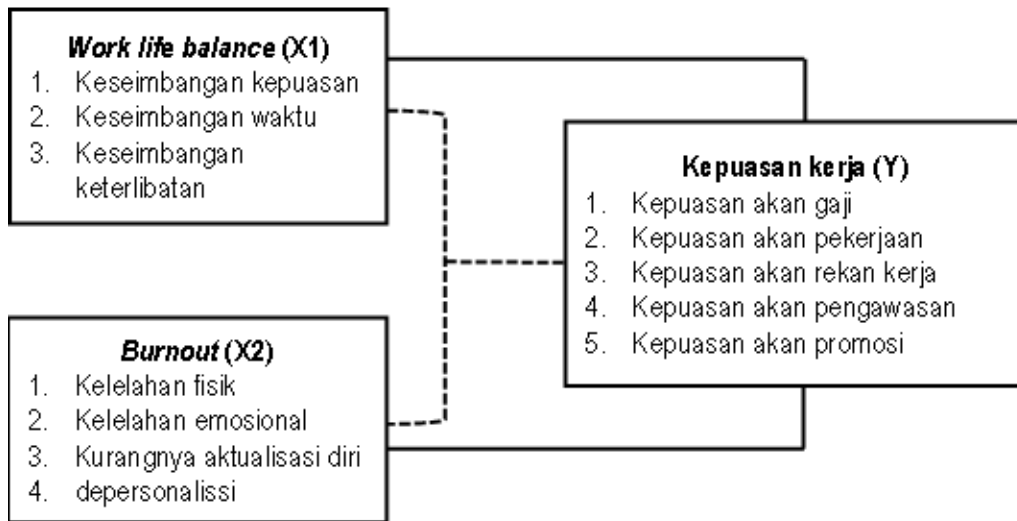 Work life balance (X1)
1. Keseimbangan kepuasan
2. Keseimbangan waktu
3. Keseimbangan
keterlibatan
Kepuasan kerja (Y)
1. Kepuasan akan gaji
2. Kepuasan akan pekerjaan
3. Kepuasan akan rekan kerja
4. Kepuasan akan pengawasan
5. Kepuasan akan promosi
Burnout (X2)
1. Kelelahan fisik
2. Kelelahan emosional
3. Kurangnya aktualisasi diri
4. depersonalissi